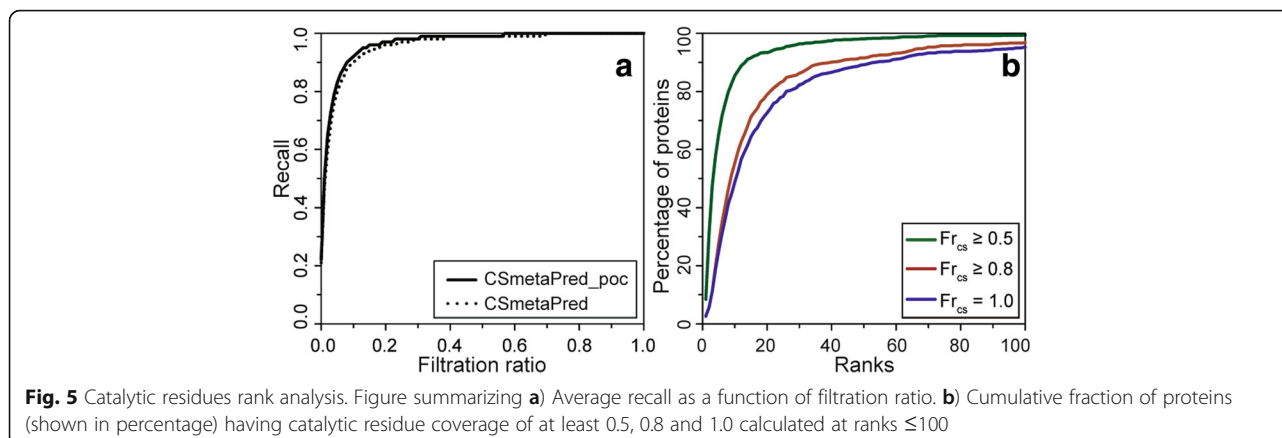 a
Recall
1.0
0.8
0.6
0.4
0.2
0.0
0.0 0.2 0.4 0.6 0.8 1.0
Filtration ratio
CSmetaPred_poc
CSmetaPred
b
Percentage of proteins
100
80
60
40
20
0
0 20 40 60 80 100
Ranks
Frcs ≥ 0.5
Frcs ≥ 0.8
Frcs = 1.0
Fig. 5 Catalytic residues rank analysis. Figure summarizing a) Average recall as a function of filtration ratio. b) Cumulative fraction of proteins
(shown in percentage) having catalytic residue coverage of at least 0.5, 0.8 and 1.0 calculated at ranks ≤100